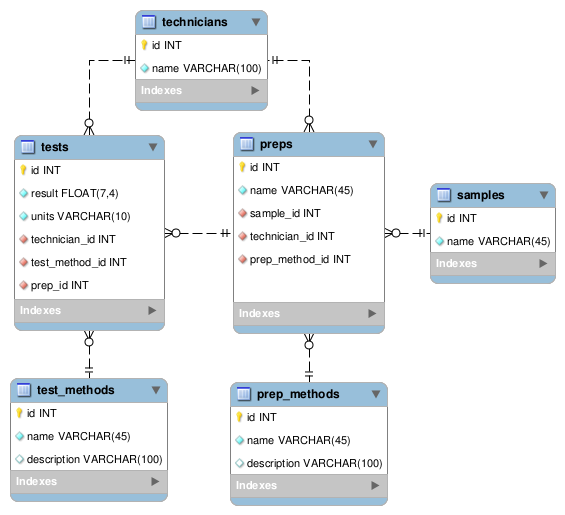 technicians
id INT
name VARCHAR(100)
Indexes
tests
id INT
result FLOAT(7,4)
units VARCHAR(10)
technician_id INT
test_method_id INT
prep_id INT
Indexes
preps
id INT
name VARCHAR(45)
sample_id INT
technician_id INT
prep_method_id INT
Indexes
samples
id INT
name VARCHAR(45)
Indexes
test_methods
id INT
name VARCHAR(45)
description VARCHAR(100)
Indexes
prep_methods
id INT
name VARCHAR(45)
description VARCHAR(100)
Indexes